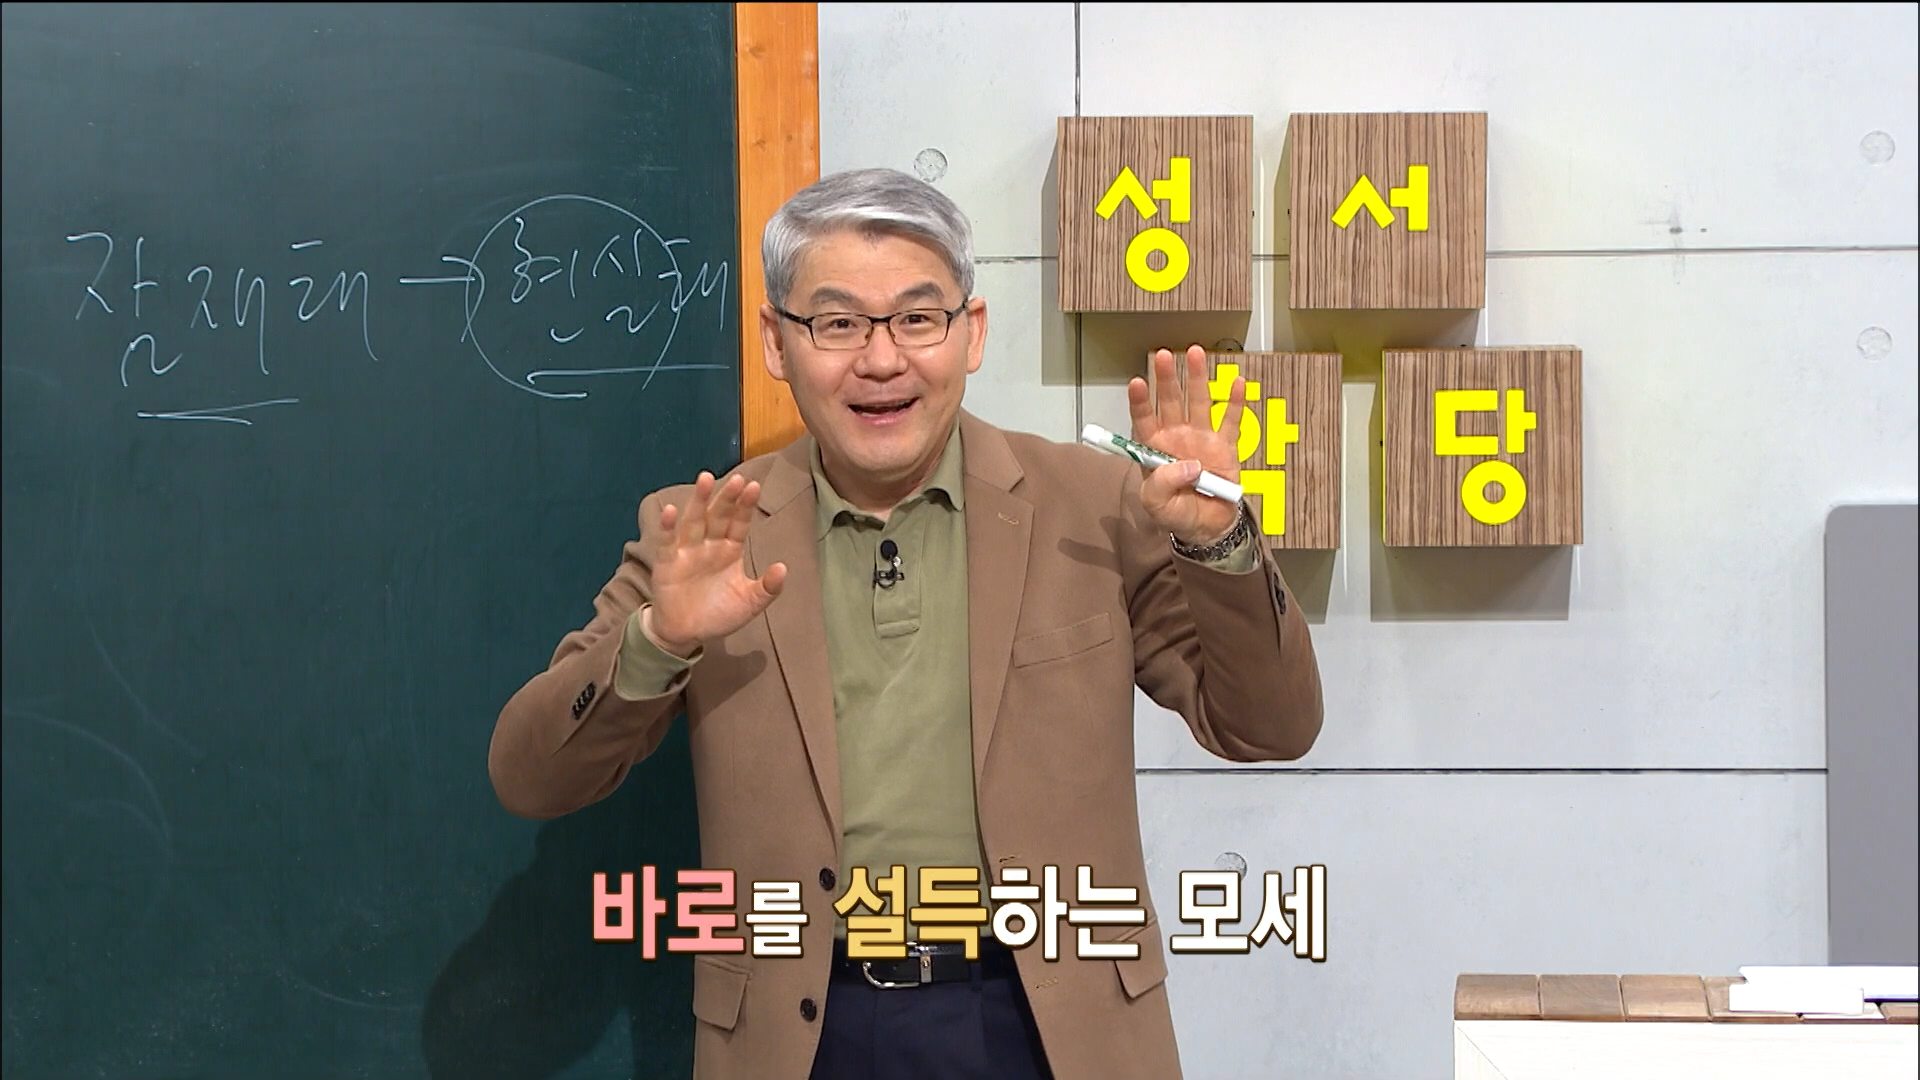 잠재태 → 현실태
성서
학당
바로를 설득하는 모세